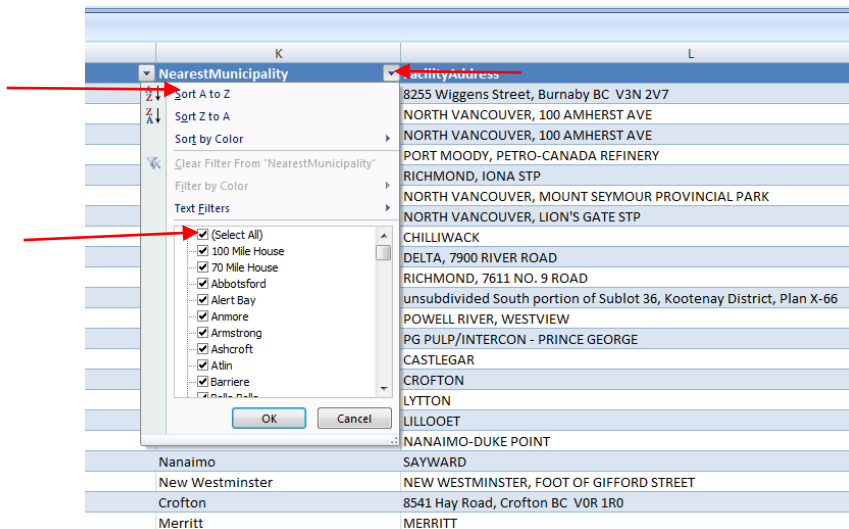 K L
NearestMunicipality FacilityAddress
Sort A to Z
Sort Z to A
Sort by Color
Clear Filter From "NearestMunicipality"
Filter by Color
Text Filters
(Select All)
100 Mile House
70 Mile House
Abbotsford
Alert Bay
Anmore
Armstrong
Ashcroft
Atlin
Barriere
Bella Bella
OK Cancel
8255 Wiggens Street, Burnaby BC V3N 2V7
NORTH VANCOUVER, 100 AMHERST AVE
NORTH VANCOUVER, 100 AMHERST AVE
PORT MOODY, PETRO-CANADA REFINERY
RICHMOND, IONA STP
NORTH VANCOUVER, MOUNT SEYMOUR PROVINCIAL PARK
NORTH VANCOUVER, LION'S GATE STP
CHILLIWACK
DELTA, 7900 RIVER ROAD
RICHMOND, 7611 NO. 9 ROAD
unsubdivided South portion of Sublot 36, Kootenay District, Plan X-66
POWELL RIVER, WESTVIEW
PG PULP/INTERCON - PRINCE GEORGE
CASTLEGAR
CROFTON
LYTTON
LILLOOET
NANAIMO-DUKE POINT
Nanaimo SAYWARD
New Westminster NEW WESTMINSTER, FOOT OF GIFFORD STREET
Crofton 8541 Hay Road, Crofton BC V0R 1R0
Merritt MERRITT